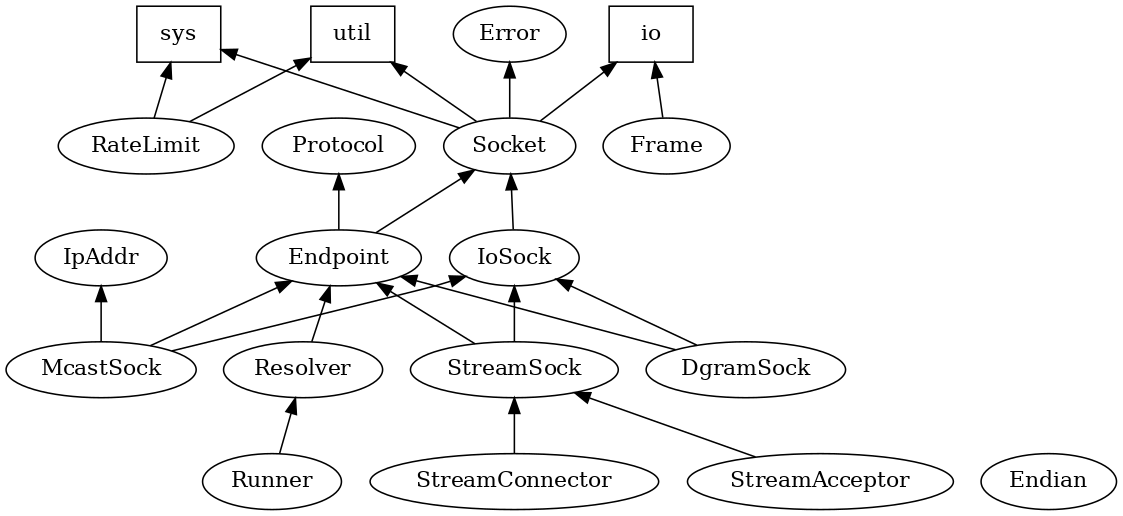 sys
util
Error
io
RateLimit
Protocol
Socket
Frame
IpAddr
Endpoint
IoSock
McastSock
Resolver
StreamSock
DgramSock
Runner
StreamConnector
StreamAcceptor
Endian